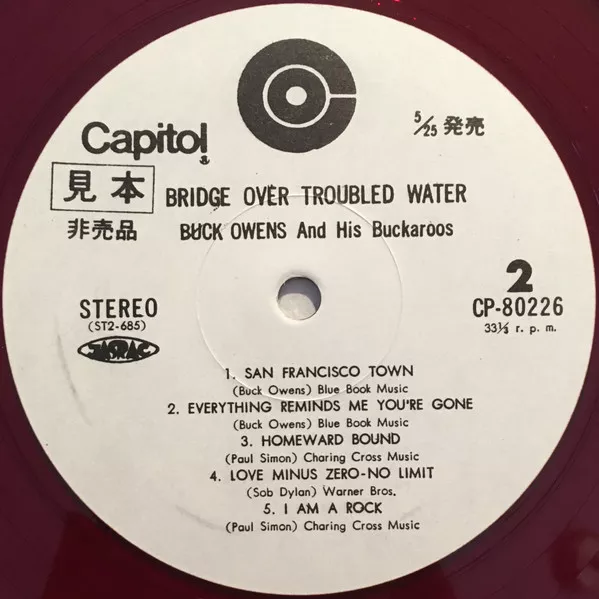 Capitol
5/25 発売
見本
BRIDGE OVER TROUBLED WATER
非売品
BUCK OWENS And His Buckaroos
2
STEREO
CP-80226
(ST2-685)
33⅓ r. p. m.
JASRAC
1. SAN FRANCISCO TOWN
(Buck Owens) Blue Book Music
2. EVERYTHING REMINDS ME YOU'RE GONE
(Buck Owens) Blue Book Music
3. HOMEWARD BOUND
(Paul Simon) Charing Cross Music
4. LOVE MINUS ZERO-NO LIMIT
(Sob Dylan) Warner Bros.
5. I AM A ROCK
(Paul Simon) Charing Cross Music